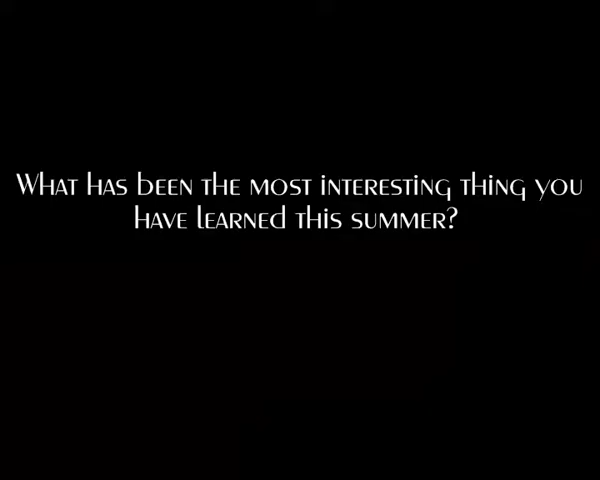 What has been the most interesting thing you
have learned this summer?